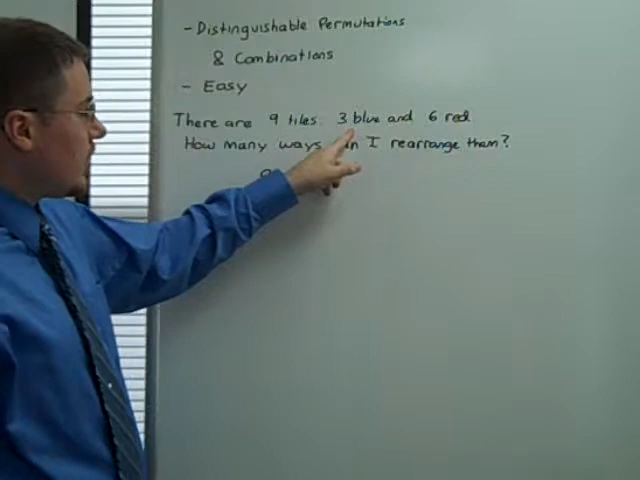 - Distinguishable Permutations
& Combinations
- Easy
There are 9 tiles. 3 blue and 6 red
How many ways I rearrange them?